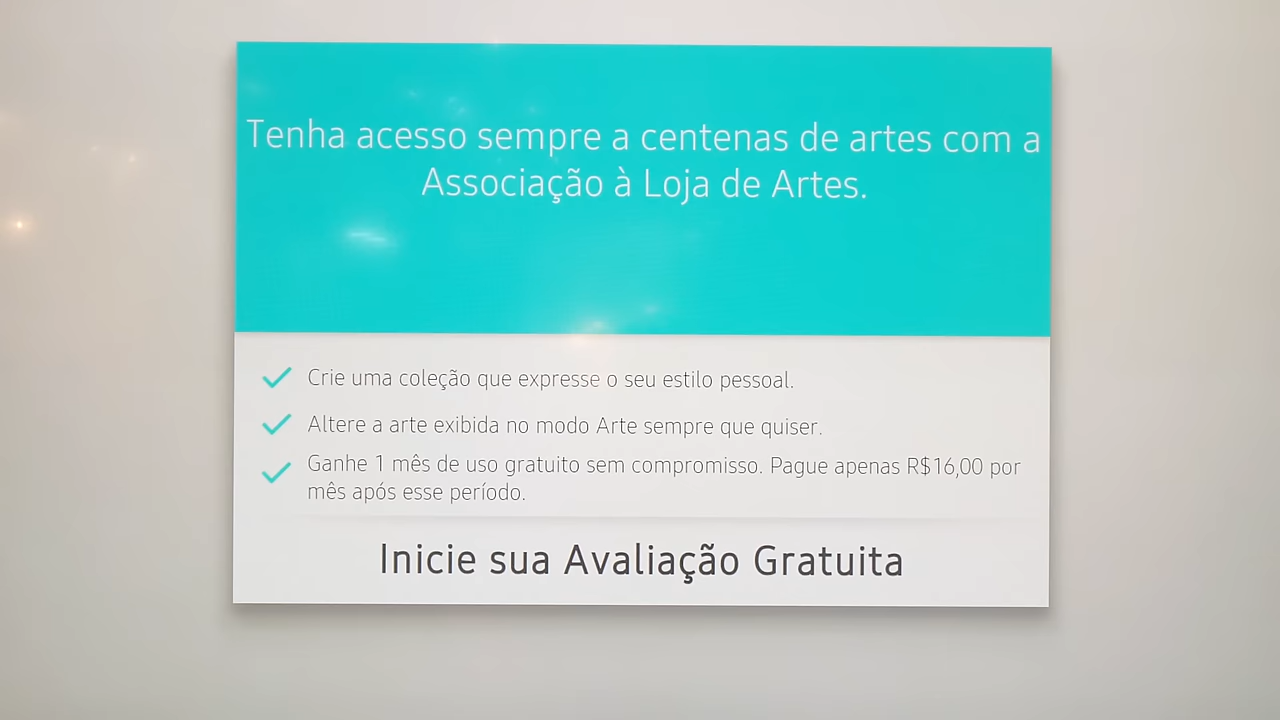 Tenha acesso sempre a centenas de artes com a
Associação à Loja de Artes.
Crie uma coleção que expresse o seu estilo pessoal.
Altere a arte exibida no modo Arte sempre que quiser.
Ganhe 1 mês de uso gratuito sem compromisso. Pague apenas R$16,00 por
mês após esse período.
Inicie sua Avaliação Gratuita